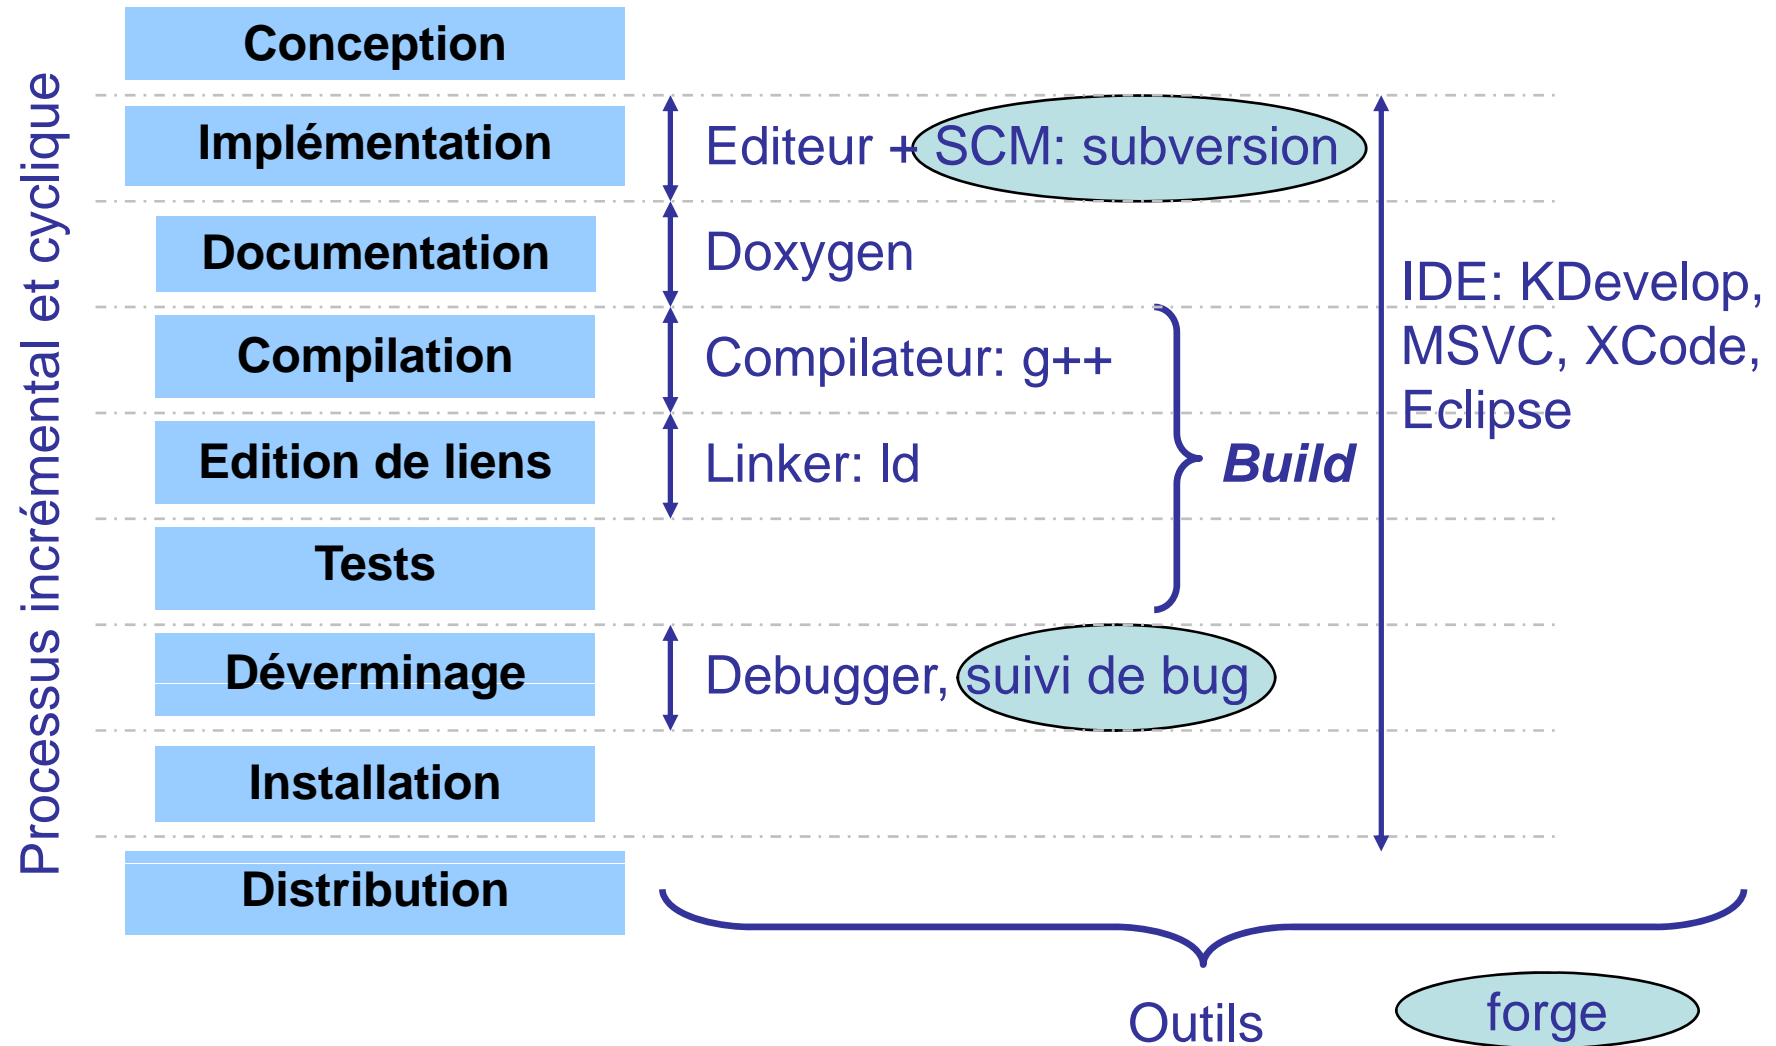 Processus incrémental et cyclique
Conception
Implémentation
Editeur + SCM: subversion
Documentation
Doxygen
IDE: KDevelop,
MSVC, XCode,
Eclipse
Compilation
Compilateur: g++
Edition de liens
Linker: ld
Build
Tests
Déverminage
Debugger, suivi de bug
Installation
Distribution
Outils
forge